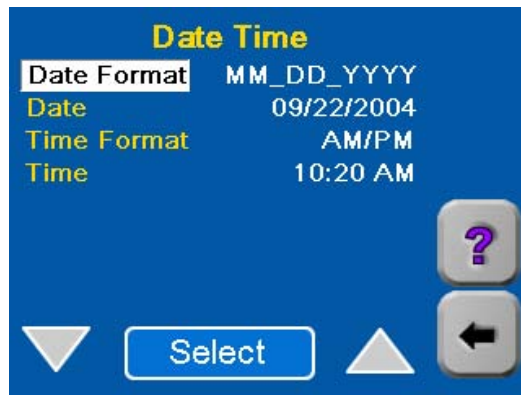 Date Time
Date Format MM_DD_YYYY
Date 09/22/2004
Time Format AM/PM
Time 10:20 AM
?
Select